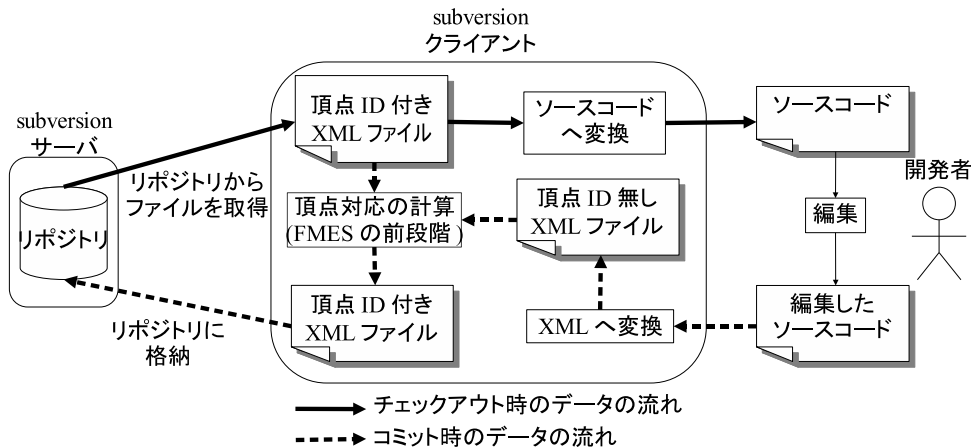 subversion
クライアント
subversion
サーバ
リポジトリ
リポジトリから
ファイルを取得
頂点 ID 付き
XML ファイル
ソースコード
へ変換
ソースコード
開発者
編集
頂点対応の計算
(FMES の前段階 )
頂点 ID 無し
XML ファイル
頂点 ID 付き
XML ファイル
XML へ変換
編集した
ソースコード
リポジトリに
格納
チェックアウト時のデータの流れ
コミット時のデータの流れ